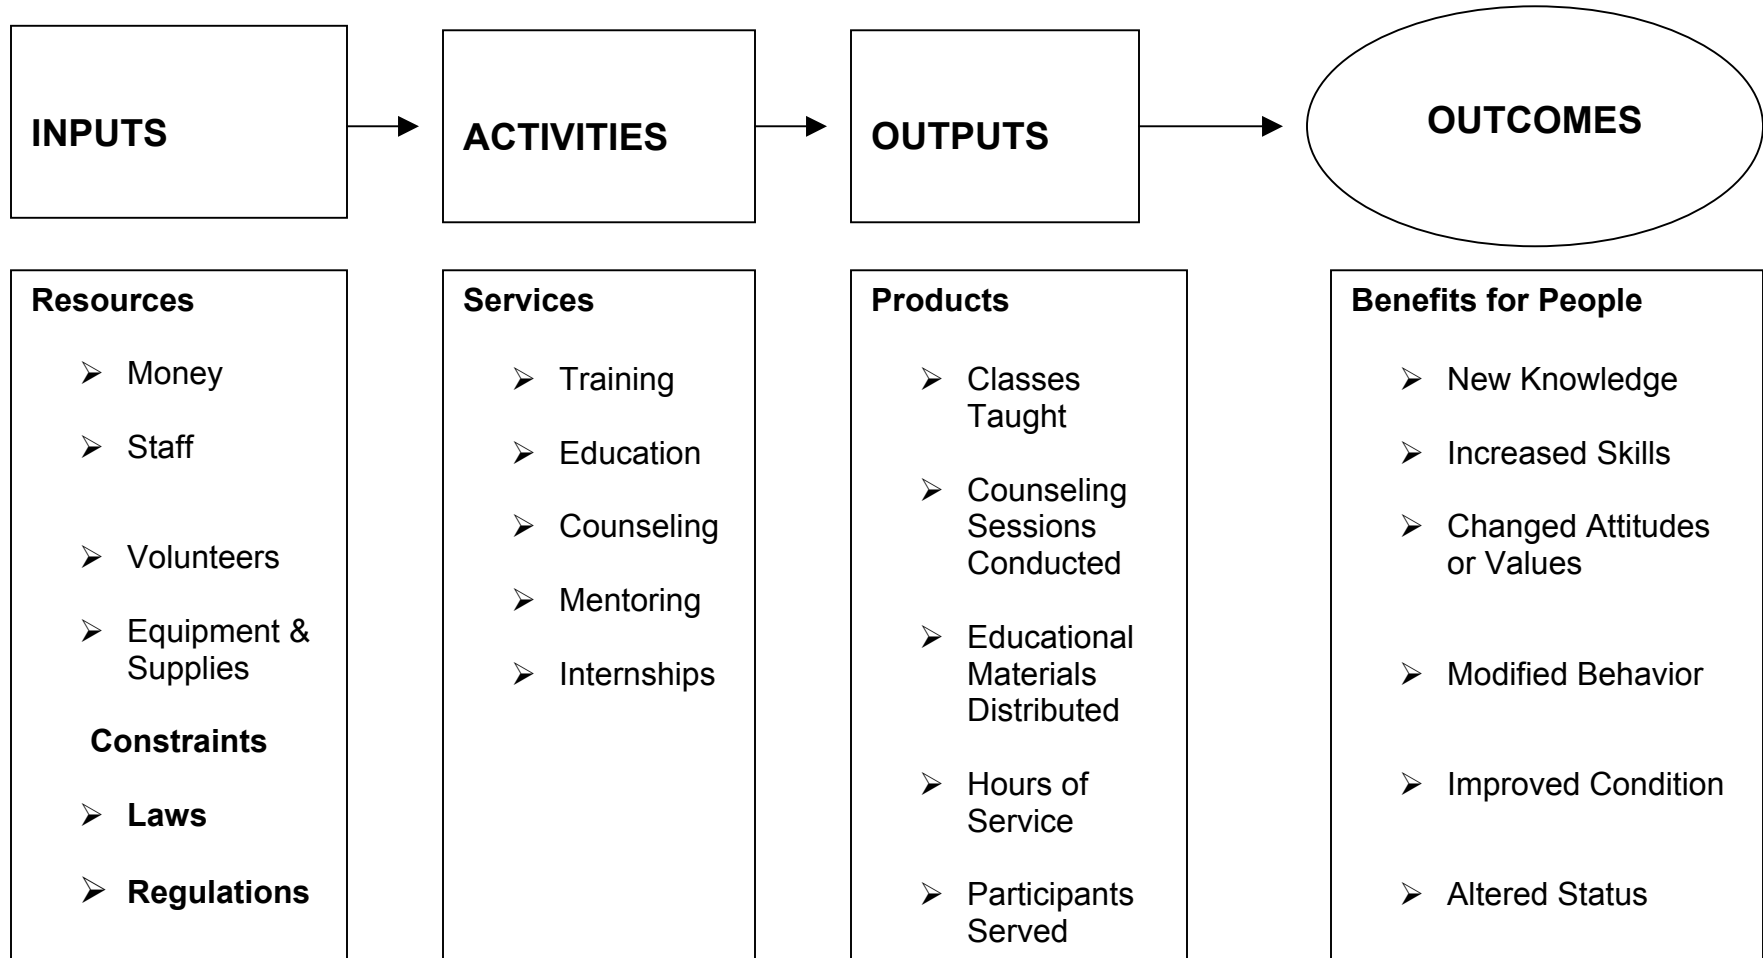 INPUTS
ACTIVITIES
OUTPUTS
OUTCOMES
Resources
➢ Money
➢ Staff
➢ Volunteers
➢ Equipment &
Supplies
Constraints
➢ Laws
➢ Regulations
Services
➢ Training
➢ Education
➢ Counseling
➢ Mentoring
➢ Internships
Products
➢ Classes
Taught
➢ Counseling
Sessions
Conducted
➢ Educational
Materials
Distributed
➢ Hours of
Service
➢ Participants
Served
Benefits for People
➢ New Knowledge
➢ Increased Skills
➢ Changed Attitudes
or Values
➢ Modified Behavior
➢ Improved Condition
➢ Altered Status